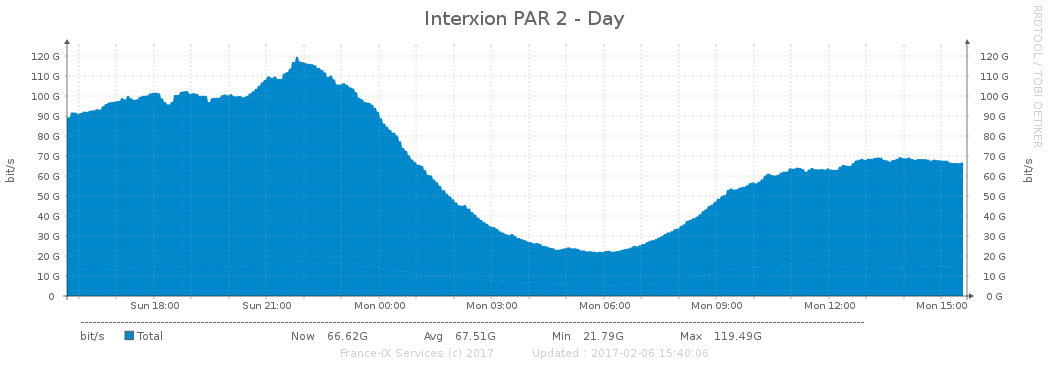 Interxion PAR 2 - Day
RRDTOOL / TOBI OETIKER
120 G 120 G
110 G 110 G
100 G 100 G
90 G 90 G
80 G 80 G
70 G 70 G
60 G 60 G
50 G 50 G
40 G 40 G
30 G 30 G
20 G 20 G
10 G 10 G
0 0 G
bit/s
bit/s
Sun 18:00 Sun 21:00 Mon 00:00 Mon 03:00 Mon 06:00 Mon 09:00 Mon 12:00 Mon 15:00
bit/s Total Now 66.62G Avg 67.51G Min 21.79G Max 119.49G
France-IX Services (c) 2017 Updated : 2017-02-06 15:40:06